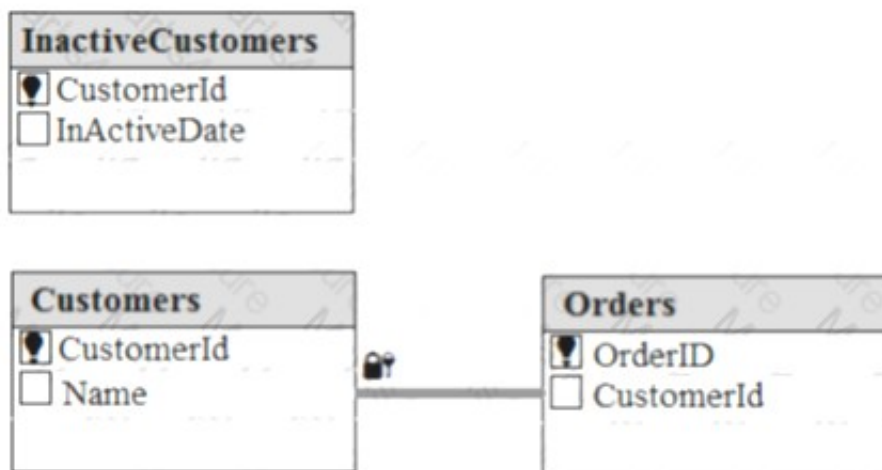 InactiveCustomers
CustomerId
InActiveDate
Customers
CustomerId
Name
Orders
OrderID
CustomerId